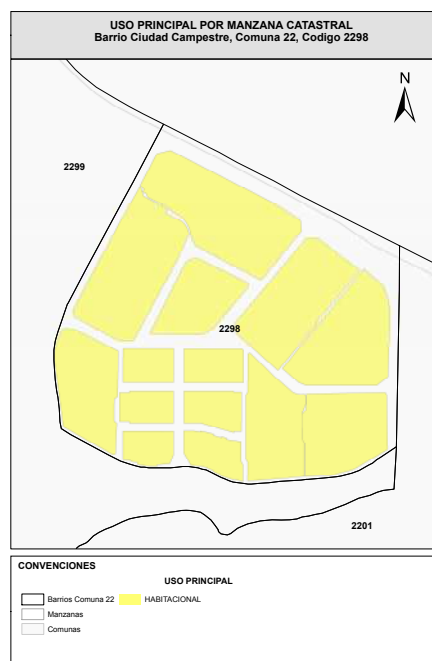 USO PRINCIPAL POR MANZANA CATASTRAL
Barrio Ciudad Campestre, Comuna 22, Codigo 2298
N
2299
2298
2201
CONVENCIONES
USO PRINCIPAL
Barrios Comuna 22 HABITACIONAL
Manzanas
Comunas